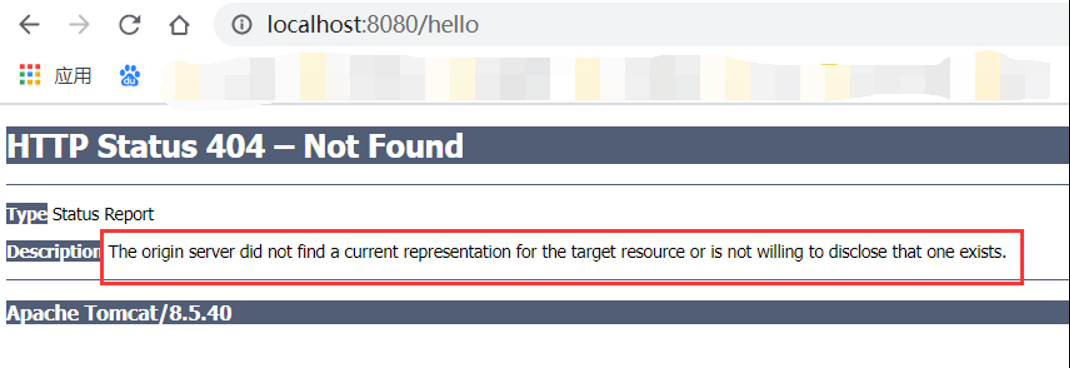 localhost:8080/hello
应用 du
HTTP Status 404 – Not Found
Type Status Report
Description The origin server did not find a current representation for the target resource or is not willing to disclose that one exists.
Apache Tomcat/8.5.40